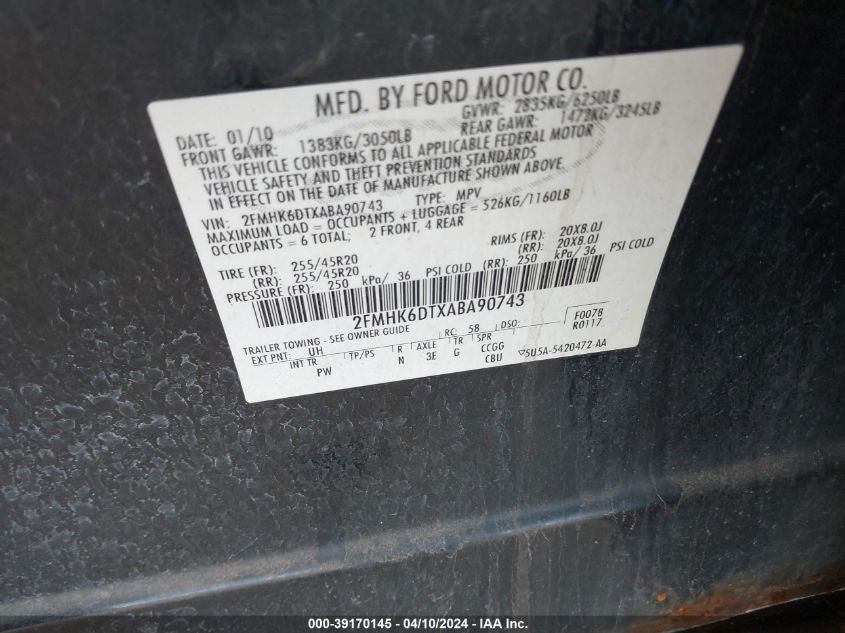 MFD. BY FORD MOTOR CO.
DATE: 01/10 GVWR: 2835KG/6250LB
FRONT GAWR: 1383KG/3050LB REAR GAWR: 1472KG/3245LB
THIS VEHICLE CONFORMS TO ALL APPLICABLE FEDERAL MOTOR
VEHICLE SAFETY AND THEFT PREVENTION STANDARDS
IN EFFECT ON THE DATE OF MANUFACTURE SHOWN ABOVE
VIN: 2FMHK6DTXABA90743 TYPE: MPV
MAXIMUM LOAD = OCCUPANTS + LUGGAGE = 526KG/1160LB
OCCUPANTS = 6 TOTAL; 2 FRONT, 4 REAR
TIRE (FR): 255/45R20 RIMS (FR): 20X8.0J
(RR): 255/45R20 (RR): 20X8.0J
PRESSURE (FR): 250 kPa/ 36 PSI COLD (RR): 250 kPa/ 36 PSI COLD
2FMHK6DTXABA90743
TRAILER TOWING - SEE OWNER GUIDE
EXT PNT: UH RC: 58 DSO: F0078
R0117
INT TR TP/PS R AXLE TR SPR
PW N 3E G CCGG
CBU 5U5A-5420472-AA
000-39170145 - 04/10/2024 - IAA Inc.